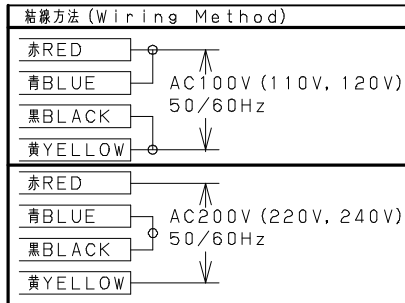 結線方法(Wiring Method)
赤RED
青BLUE
黒BLACK
黄YELLOW
AC100V(110V, 120V)
50/60Hz
赤RED
青BLUE
黒BLACK
黄YELLOW
AC200V(220V, 240V)
50/60Hz